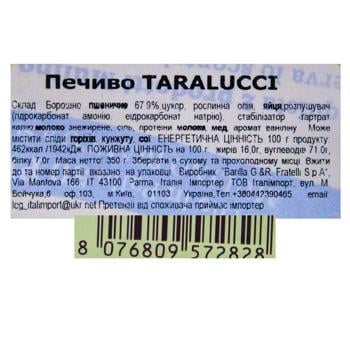 Печиво TARALUCCI
Склад Борошно пшеничне 67.9%,цукор, рослинна олія, яйця,розпушувач
(гідрокарбонат амонію гідрокарбонат натрію), стабілізатор тартрат
калію,молоко знежирене, сіль, протеїни молока, мед, аромат ваніліну. Може
містити сліди горіхів, кунжуту, сої ЕНЕРГЕТИЧНА ЦІННІСТЬ 100 г продукту:
462ккал /1942кДж. ПОЖИВНА ЦІННІСТЬ на 100 г. жирів 16,0г, вуглеводів 71.0г,
білку 7.0г. Маса нетто/ 350 г. Зберігати в сухому та прохолодному місці. Вжити
до та номер партії вказано на упаковці. Виробник "Barilla G &R. Fratelli S p A",
Via Mantova 166, IT 43100 Parma, Italia Імпортер ТОВ Італімпорт, вул. М.
Бойчука,6 оф 103, м Київ, 01103 Україна,Тел +380442390465 email
lcg_italimport@ukr.net Претензії від споживача приймає імпортер
8 076809 572828